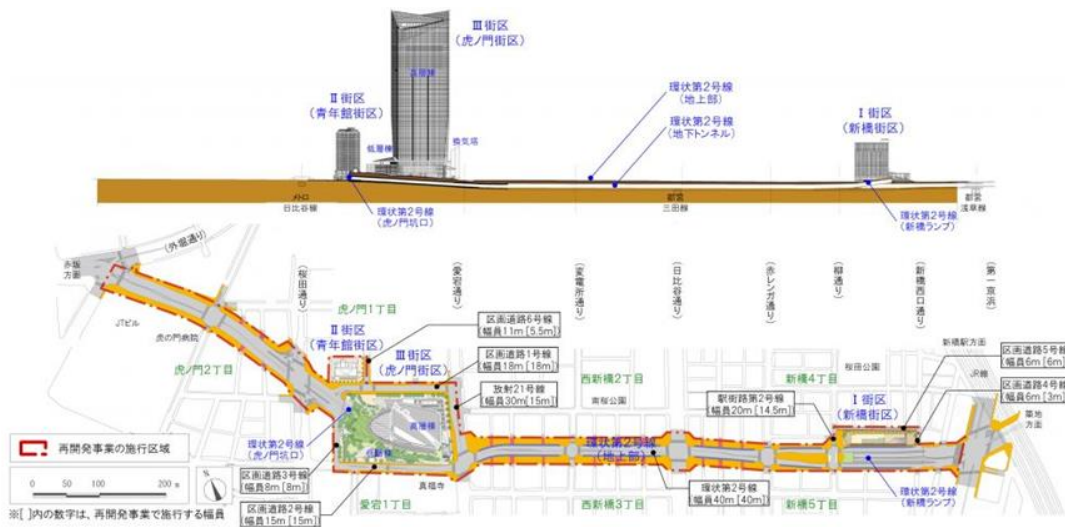 Ⅲ街区
(虎ノ門街区)
高層棟
Ⅱ街区
(青年館街区)
低層棟
換気塔
環状第2号線
(地上部)
環状第2号線
(地下トンネル)
Ⅰ街区
(新橋街区)
メトロ
日比谷線
環状第2号線
(虎ノ門坑口)
都営
三田線
環状第2号線
(新橋ランプ)
都営
浅草線
赤坂
方面
(外堀通り)
(桜田通り)
(愛宕通り)
(変電所通り)
(日比谷通り)
(赤レンガ通り)
(柳通り)
(新橋西口通り)
(第一京浜)
JTビル
虎の門病院
虎ノ門1丁目
虎ノ門2丁目
Ⅱ街区
(青年館街区)
Ⅲ街区
(虎ノ門街区)
区画道路6号線
(幅員11m [5.5m])
区画道路1号線
(幅員18m [18m])
放射21号線
(幅員30m[15m])
西新橋2丁目
南桜公園
新橋4丁目
桜田公園
新橋駅方面
区画道路5号線
(幅員6m [6m])
JR線
区画道路4号線
(幅員6m [3m])
駅街路第2号線
(幅員20m [14.5m])
Ⅰ街区
(新橋街区)
築地
方面
高層棟
低層棟
環状第2号線
(虎ノ門坑口)
環状第2号線
(地上部)
再開発事業の施行区域
区画道路3号線
(幅員8m [8m])
真福寺
愛宕1丁目
環状第2号線
(幅員40m [40m])
西新橋3丁目
新橋5丁目
環状第2号線
(新橋ランプ)
0 50 100 200 m
N
区画道路2号線
(幅員15m [15m])
※[ ]内の数字は、再開発事業で施行する幅員